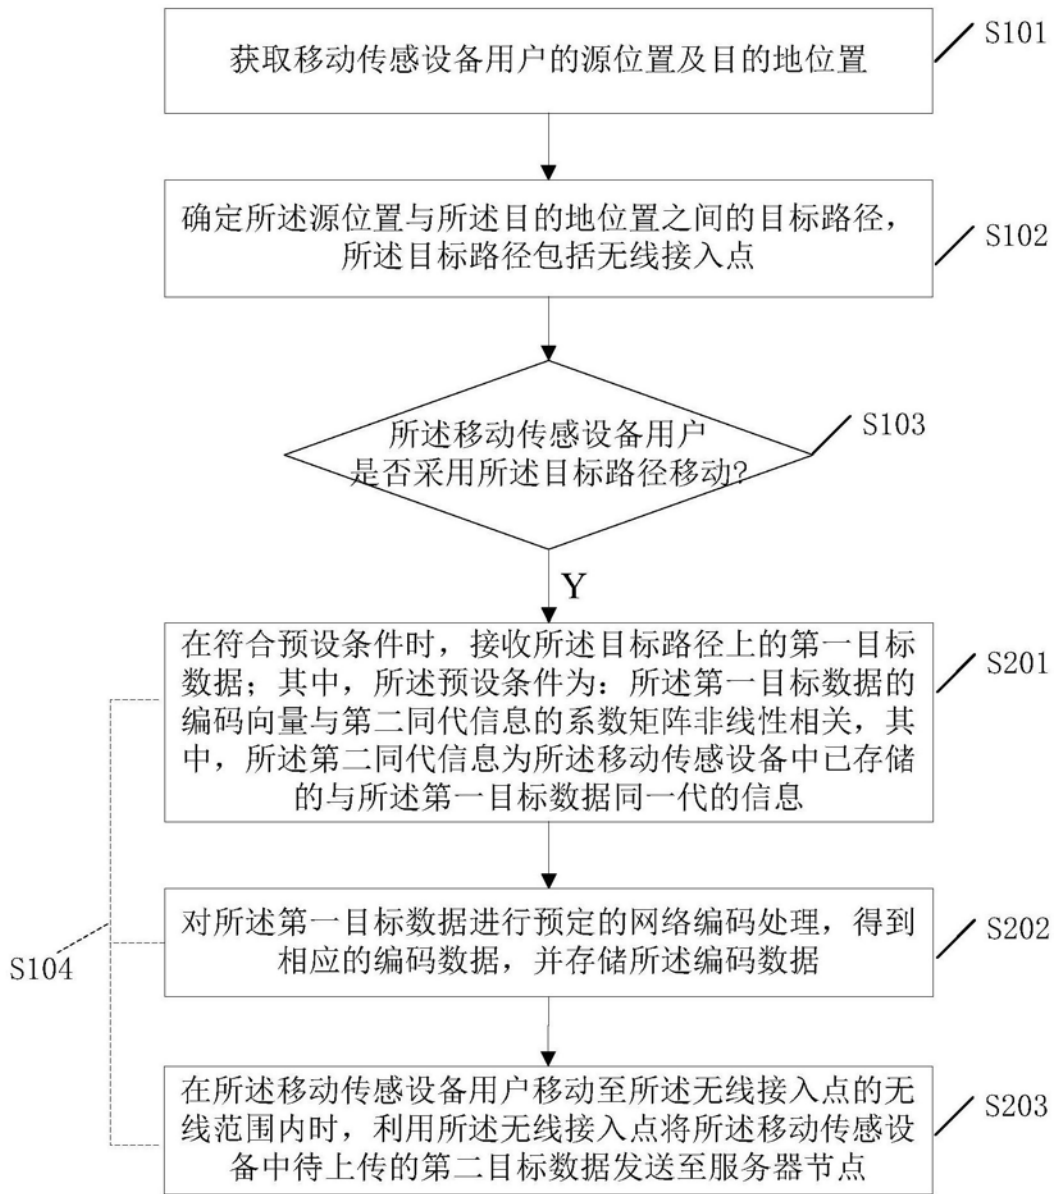 获取移动传感设备用户的源位置及目的地位置
S101
确定所述源位置与所述目的地位置之间的目标路径，
所述目标路径包括无线接入点
S102
所述移动传感设备用户
是否采用所述目标路径移动?
S103
Y
在符合预设条件时，接收所述目标路径上的第一目标
数据；其中，所述预设条件为：所述第一目标数据的
编码向量与第二同代信息的系数矩阵非线性相关，其
中，所述第二同代信息为所述移动传感设备中已存储
的与所述第一目标数据同一代的信息
S201
对所述第一目标数据进行预定的网络编码处理，得到
相应的编码数据，并存储所述编码数据
S202
S104
在所述移动传感设备用户移动至所述无线接入点的无
线范围内时，利用所述无线接入点将所述移动传感设
备中待上传的第二目标数据发送至服务器节点
S203